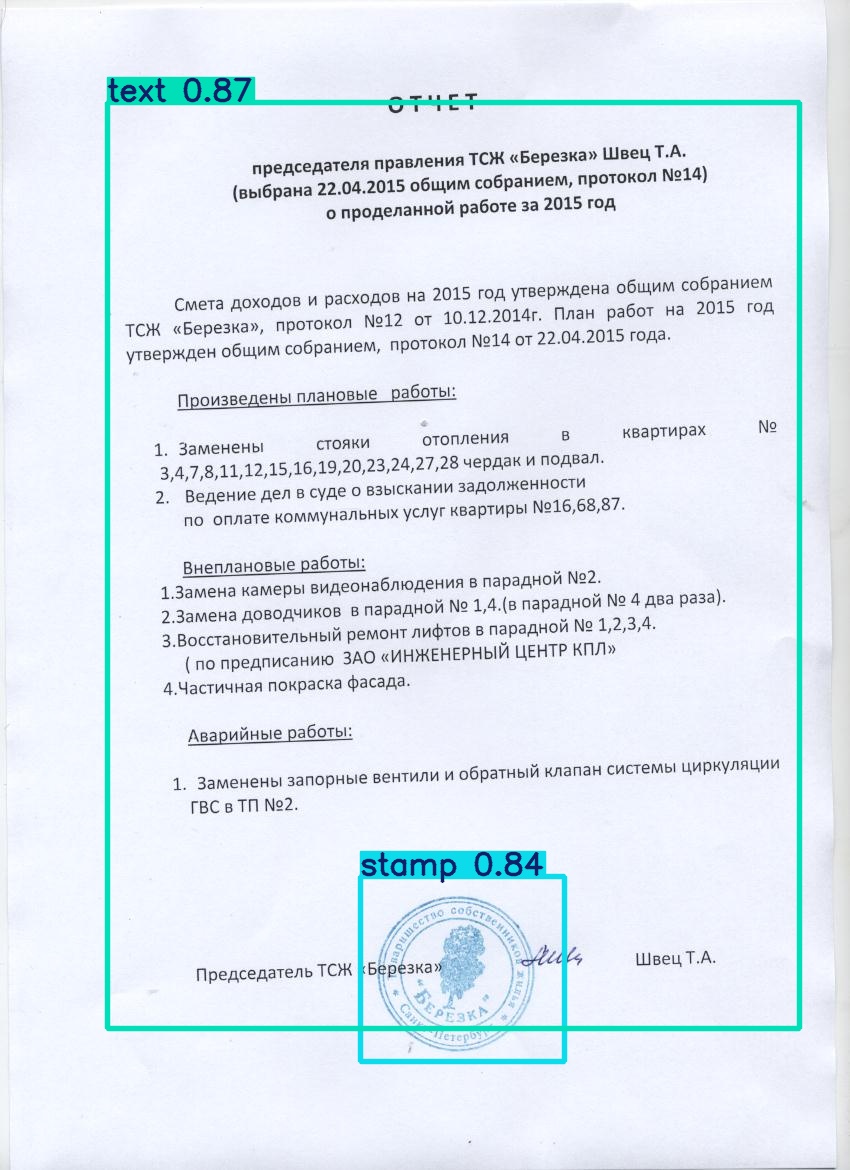 text 0.87
ОТЧЕТ
председателя правления ТСЖ «Березка» Швец Т.А.
(выбрана 22.04.2015 общим собранием, протокол №14)
о проделанной работе за 2015 год
Смета доходов и расходов на 2015 год утверждена общим собранием
ТСЖ «Березка», протокол №12 от 10.12.2014г. План работ на 2015 год
утвержден общим собранием, протокол №14 от 22.04.2015 года.
Произведены плановые работы:
1. Заменены стояки отопления в квартирах №
3,4,7,8,11,12,15,16,19,20,23,24,27,28 чердак и подвал.
2. Ведение дел в суде о взыскании задолженности
по оплате коммунальных услуг квартиры №16,68,87.
Внеплановые работы:
1.Замена камеры видеонаблюдения в парадной №2.
2.Замена доводчиков в парадной № 1,4.(в парадной № 4 два раза).
3.Восстановительный ремонт лифтов в парадной № 1,2,3,4.
( по предписанию ЗАО «ИНЖЕНЕРНЫЙ ЦЕНТР КПЛ»
4.Частичная покраска фасада.
Аварийные работы:
1. Заменены запорные вентили и обратный клапан системы циркуляции
ГВС в ТП №2.
stamp 0.84
Товарищество собственников жилья
Председатель ТСЖ «Березка» Швец Т.А.
"БЕРЕЗКА"
* Санкт-Петербург *